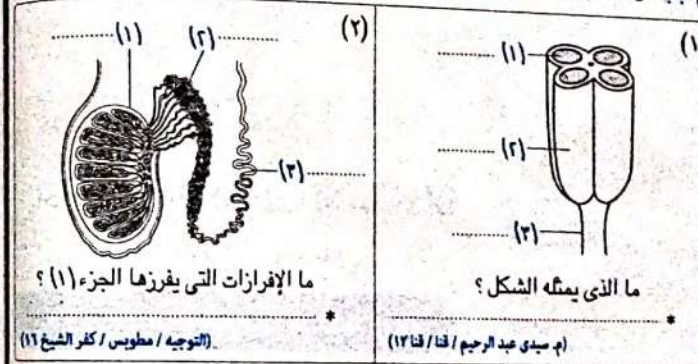 (١)
(١)
(٢)
(٣)
ما الذى يمثله الشكل ؟
*
(م. سيدى عبد الرحيم / قنا / قنا ١٣)
(٢)
(١)
(٢)
(٣)
ما الإفرازات التى يفرزها الجزء (١) ؟
*
(التوجيه / مطوبس / كفر الشيخ ١٦)